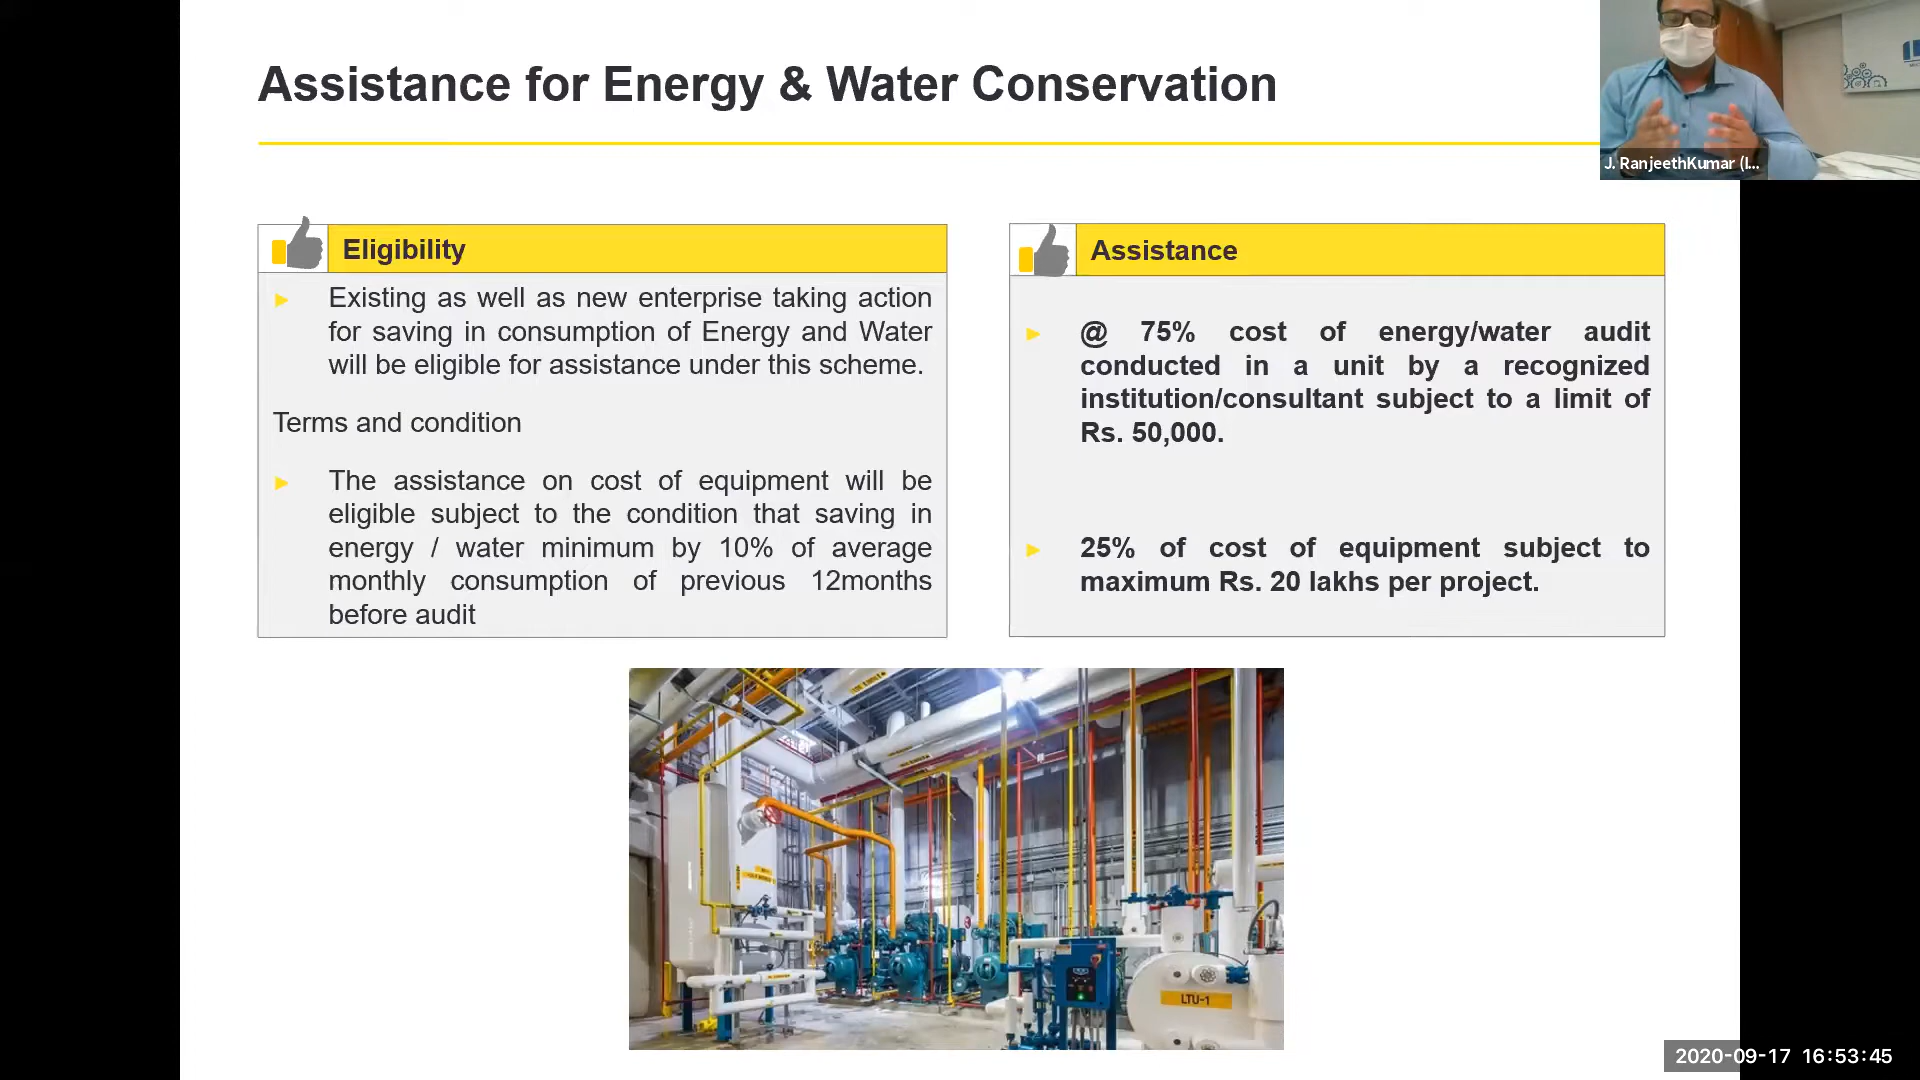 Assistance for Energy & Water Conservation
J. RanjeethKumar (I...
Eligibility
Existing as well as new enterprise taking action
for saving in consumption of Energy and Water
will be eligible for assistance under this scheme.
Terms and condition
The assistance on cost of equipment will be
eligible subject to the condition that saving in
energy / water minimum by 10% of average
monthly consumption of previous 12months
before audit
Assistance
@ 75% cost of energy/water audit
conducted in a unit by a recognized
institution/consultant subject to a limit of
Rs. 50,000.
25% of cost of equipment subject to
maximum Rs. 20 lakhs per project.
LTU-1
2020-09-17 16:53:45